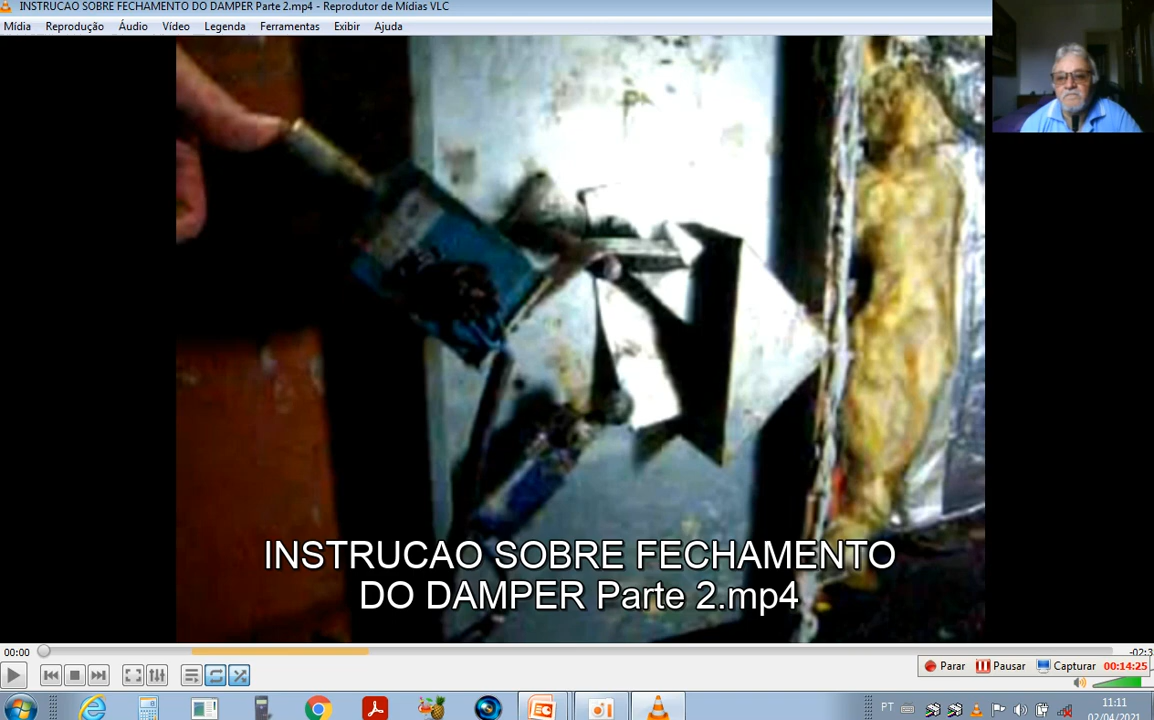 INSTRUCAO SOBRE FECHAMENTO DO DAMPER Parte 2.mp4 - Reprodutor de Mídias VLC
Mídia Reprodução Áudio Vídeo Legenda Ferramentas Exibir Ajuda
INSTRUCAO SOBRE FECHAMENTO
DO DAMPER Parte 2.mp4
00:00 -02:3
Parar Pausar Capturar 00:14:25
PT 11:11
02/04/2021